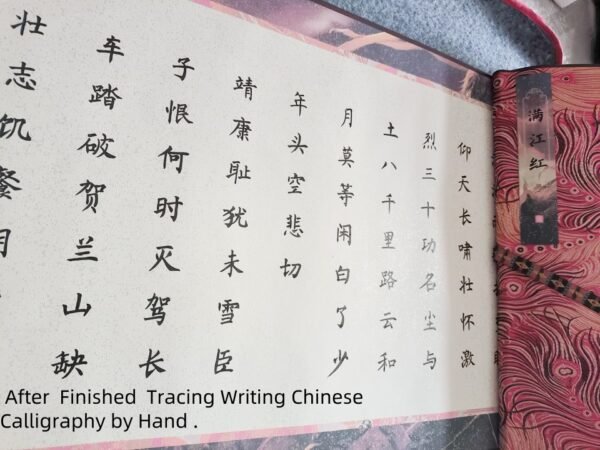 满江红
仰天长啸壮怀激
烈三十功名尘与
土八千里路云和
月莫等闲白了少
年头空悲切
靖康耻犹未雪臣
子恨何时灭驾长
车踏破贺兰山缺
壮志饥餐
After Finished Tracing Writing Chinese
Calligraphy by Hand .